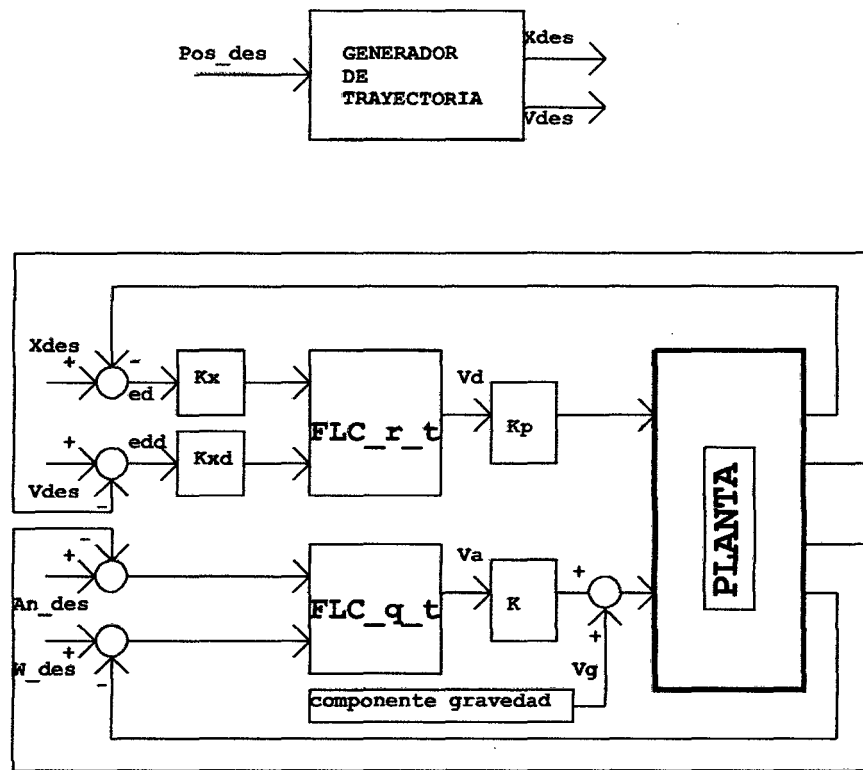 Pos_des
GENERADOR
DE
TRAYECTORIA
Xdes
Vdes
Xdes
+
-
ed
Kx
FLC_r_t
Vd
Kp
PLANTA
+
edd
Kxd
Vdes
-
-
+
An_des
FLC_q_t
Va
K
+
+
Vg
+
W_des
-
componente gravedad